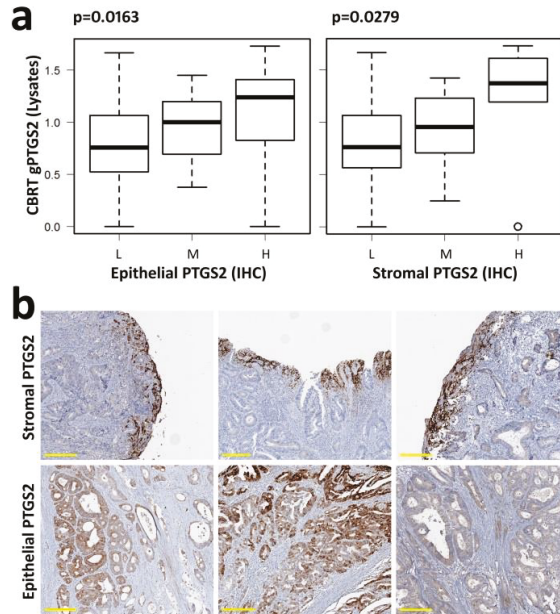 a
p=0.0163
p=0.0279
CBRT gPTGS2 (Lysates)
1.5
1.0
0.5
0.0
L M H
L M H
Epithelial PTGS2 (IHC)
Stromal PTGS2 (IHC)
b
Stromal PTGS2
Epithelial PTGS2